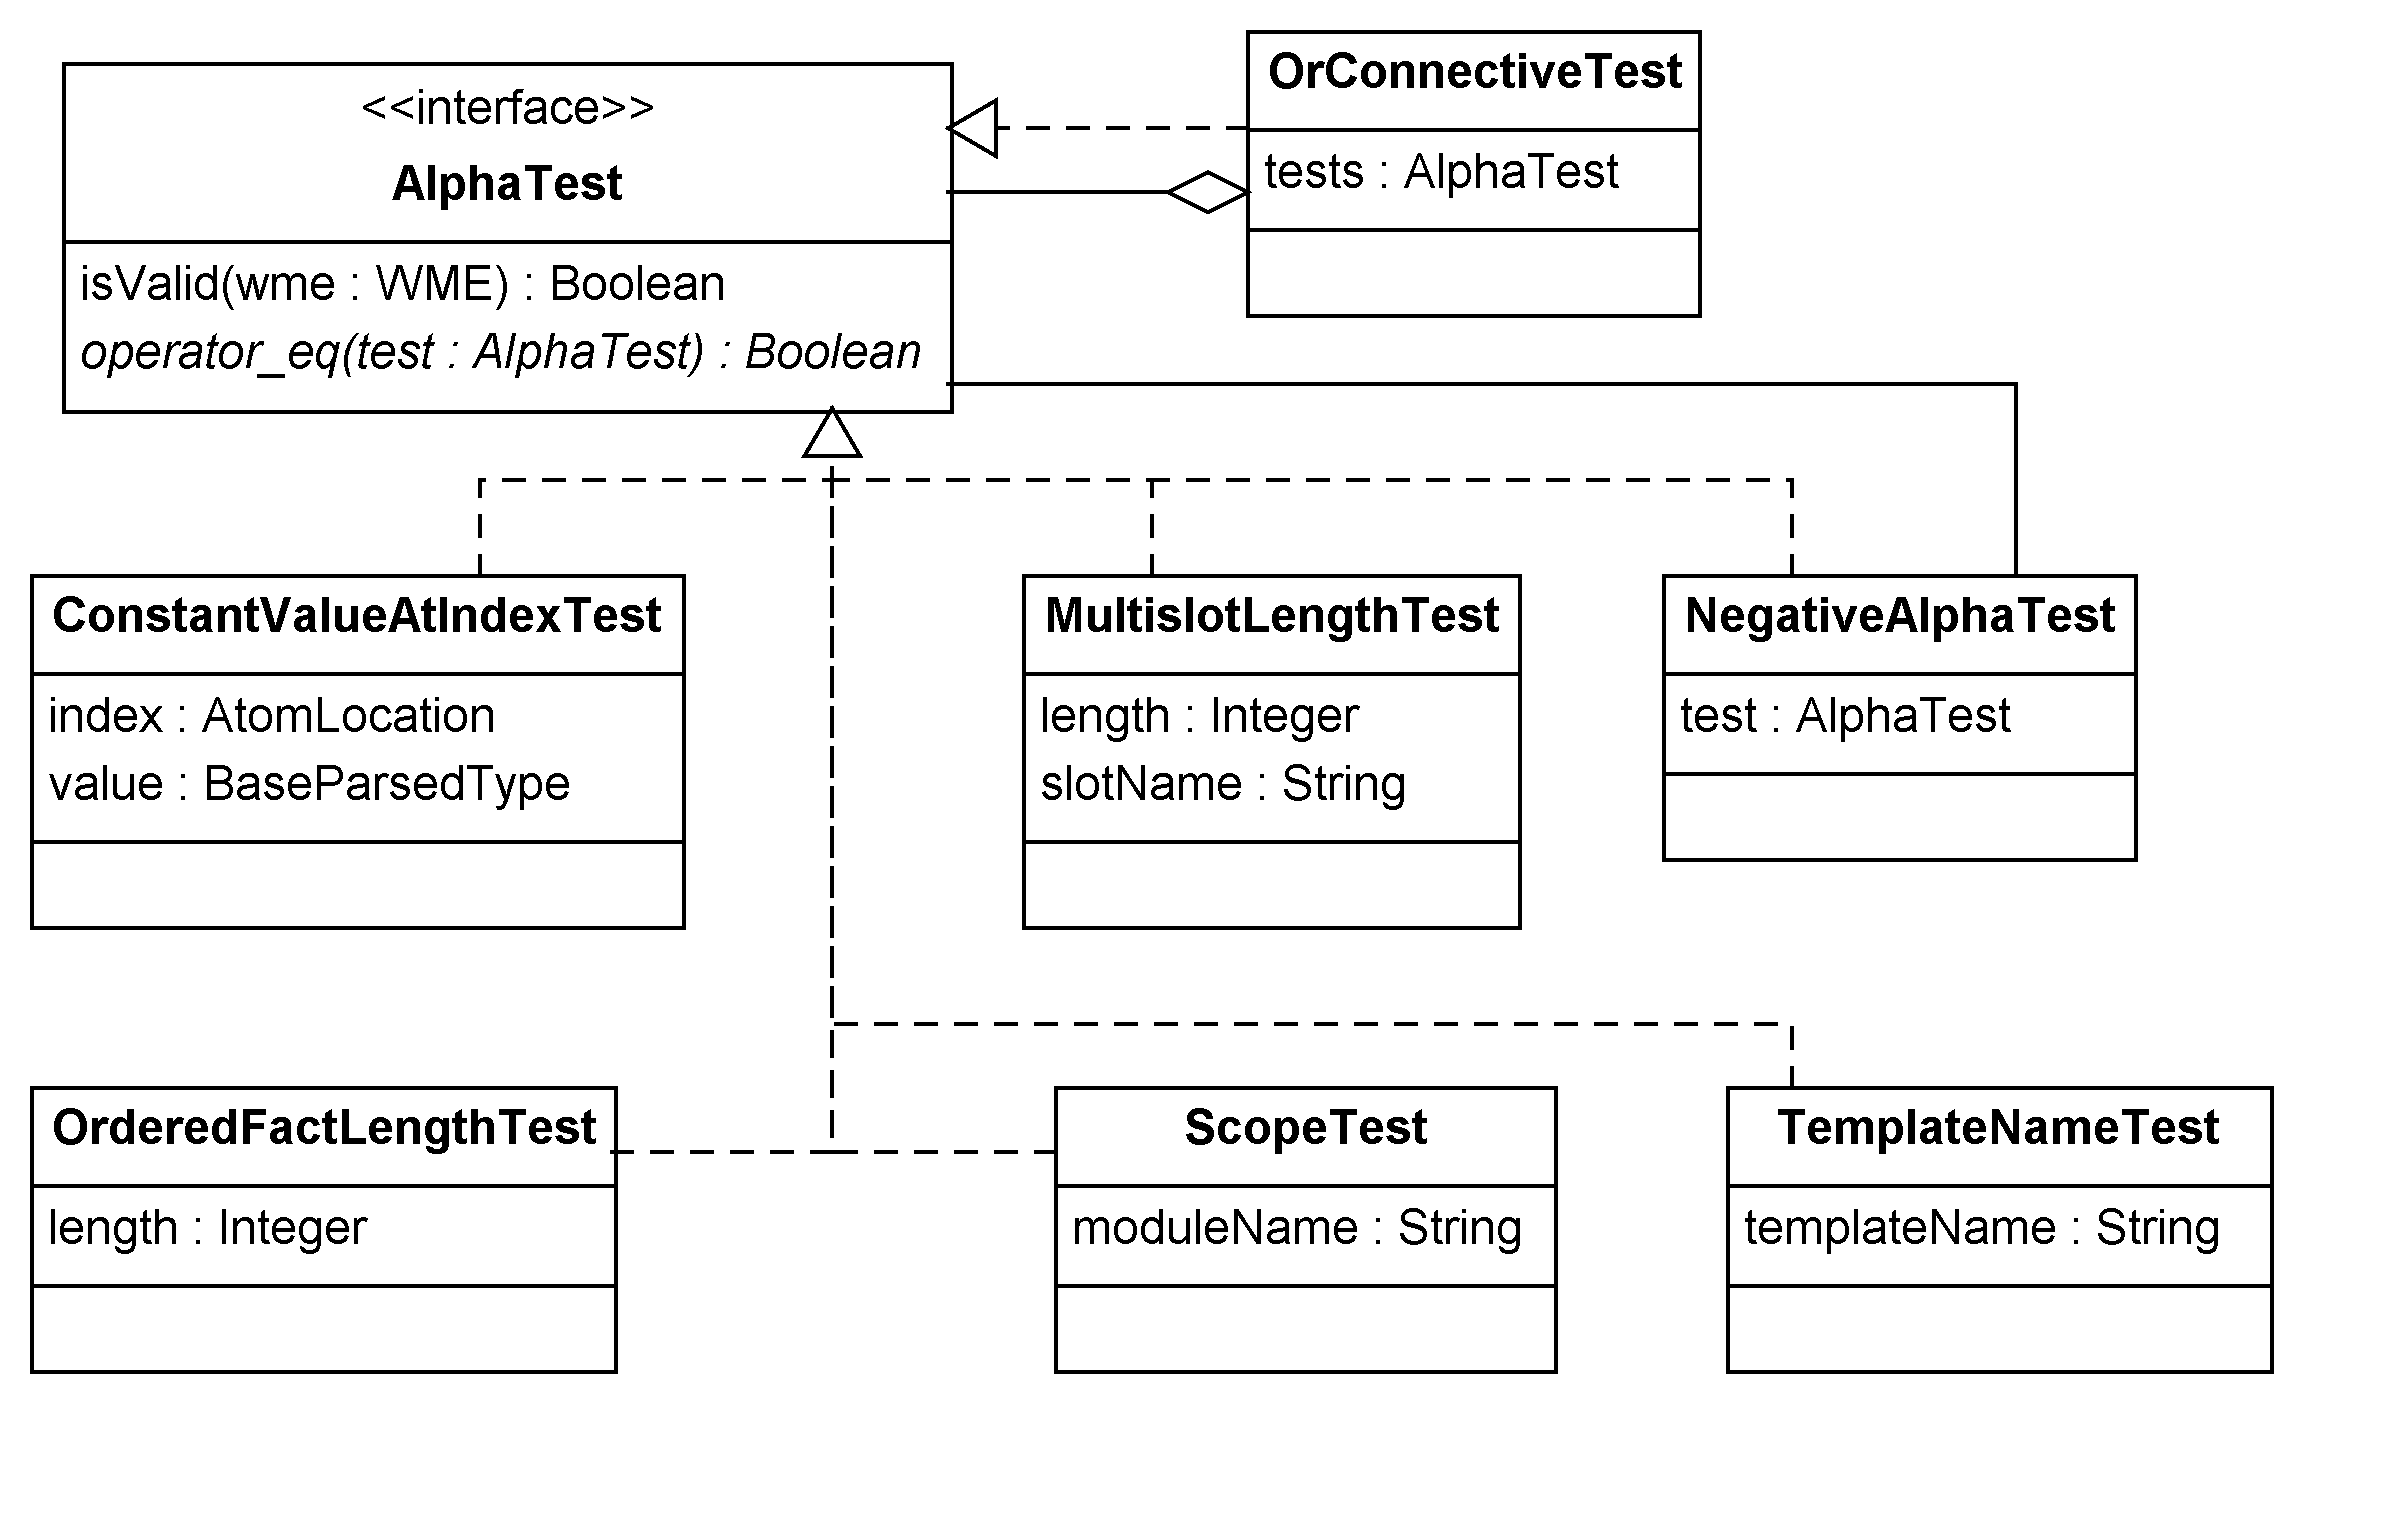 <<interface>>
AlphaTest
isValid(wme : WME) : Boolean
operator_eq(test : AlphaTest) : Boolean
OrConnectiveTest
tests : AlphaTest
ConstantValueAtIndexTest
index : AtomLocation
value : BaseParsedType
MultislotLengthTest
length : Integer
slotName : String
NegativeAlphaTest
test : AlphaTest
OrderedFactLengthTest
length : Integer
ScopeTest
moduleName : String
TemplateNameTest
templateName : String